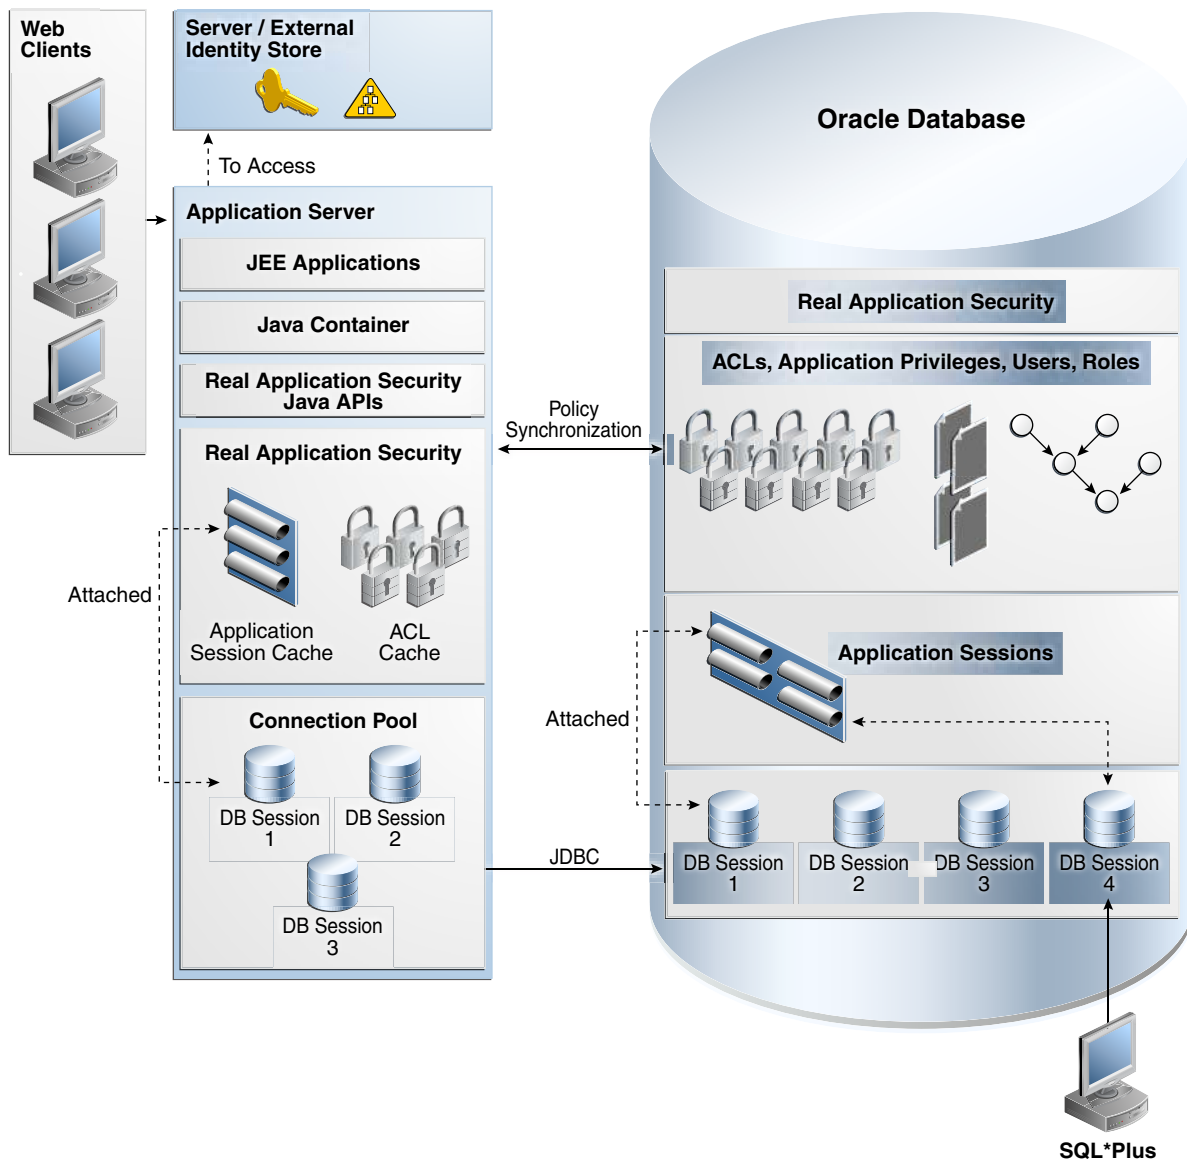 Web
Clients
Server / External
Identity Store
To Access
Application Server
JEE Applications
Java Container
Real Application Security
Java APIs
Real Application Security
Application
Session Cache
ACL
Cache
Attached
Connection Pool
DB Session
1
DB Session
2
DB Session
3
Policy
Synchronization
JDBC
Oracle Database
Real Application Security
ACLs, Application Privileges, Users, Roles
Application Sessions
Attached
DB Session
1
DB Session
2
DB Session
3
DB Session
4
SQL*Plus